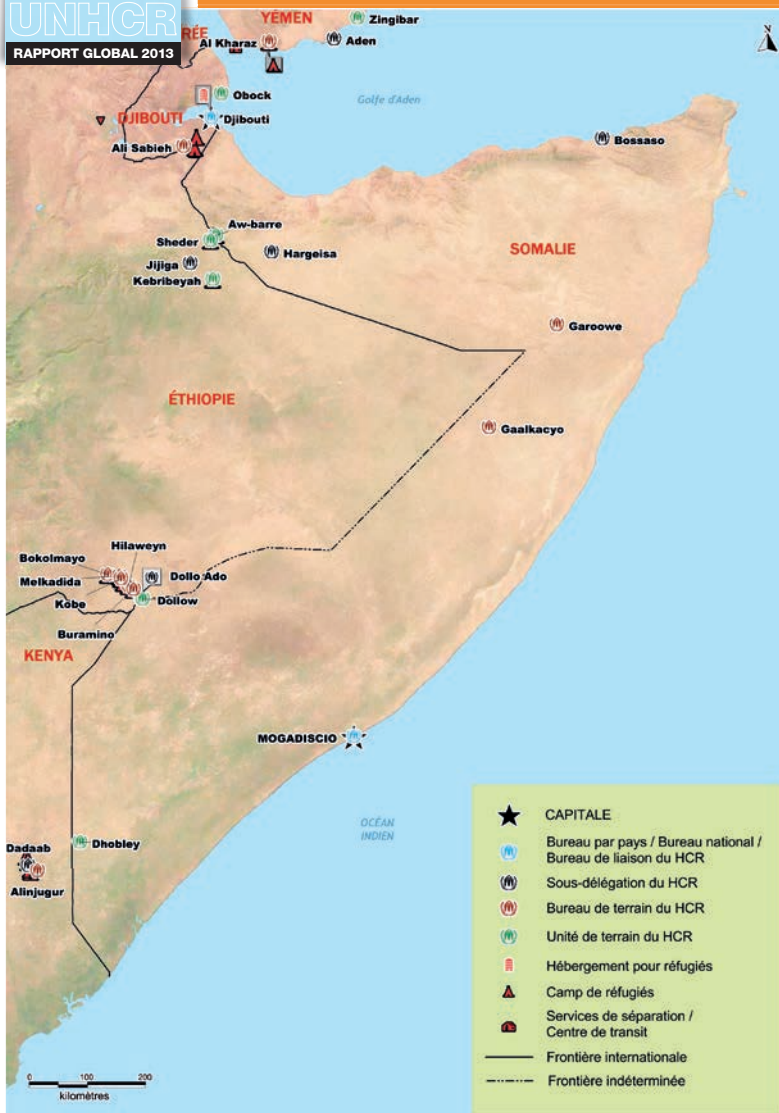 UNHCR
RAPPORT GLOBAL 2013
RÉE
YÉMEN
Zingibar
Al Kharaz
Aden
Golfe d'Aden
N
Obock
DJIBOUTI
Djibouti
Ali Sabieh
Bossaso
Aw-barre
Sheder
Hargeisa
SOMALIE
Jijiga
Kebribeyah
Garoowe
ÉTHIOPIE
Gaalkacyo
Hilaweyn
Bokolmayo
Melkadida
Dollo Ado
Kobe
Dollow
Buramino
KENYA
MOGADISCIO
OCÉAN
INDIEN
Dhobley
Dadaab
Alinjugur
CAPITALE
Bureau par pays / Bureau national /
Bureau de liaison du HCR
Sous-délégation du HCR
Bureau de terrain du HCR
Unité de terrain du HCR
Hébergement pour réfugiés
Camp de réfugiés
Services de séparation /
Centre de transit
Frontière internationale
Frontière indéterminée
0 100 200
kilomètres